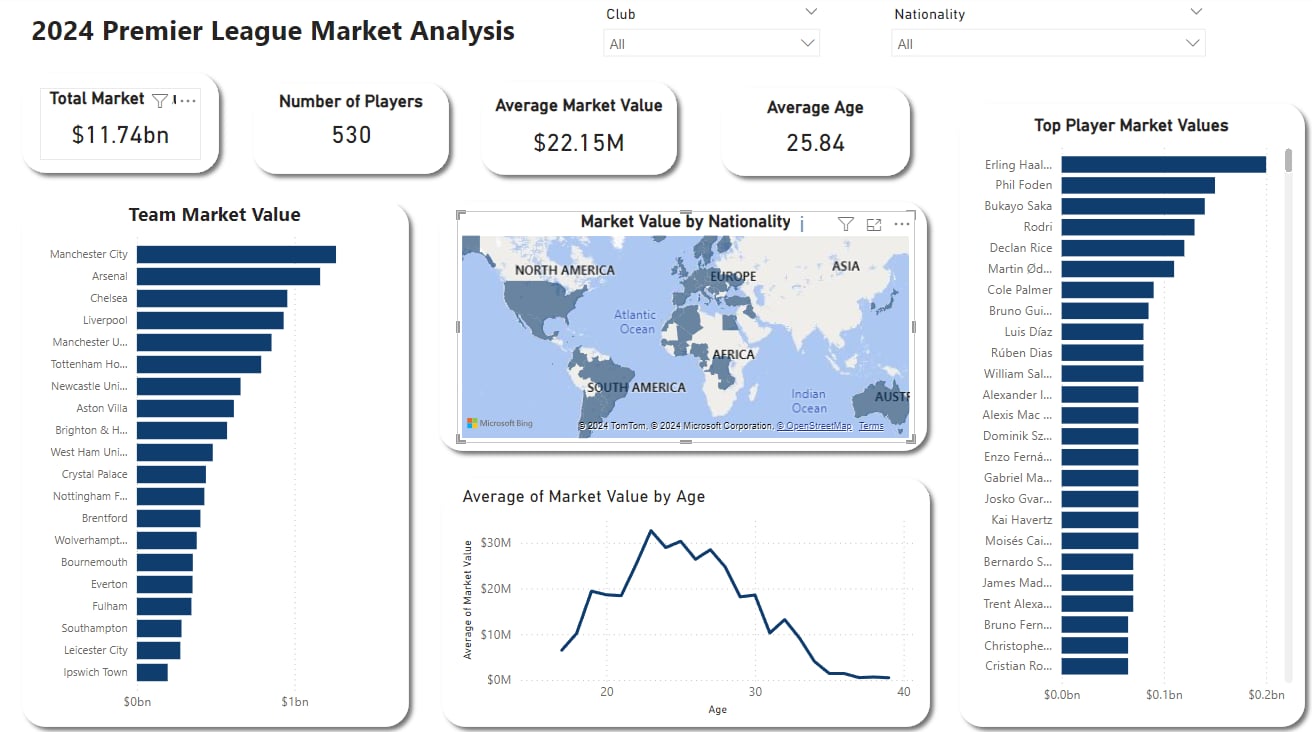 2024 Premier League Market Analysis
Club
All
Nationality
All
Total Market
$11.74bn
Number of Players
530
Average Market Value
$22.15M
Average Age
25.84
Team Market Value
Manchester City
Arsenal
Chelsea
Liverpool
Manchester U...
Tottenham Ho...
Newcastle Uni...
Aston Villa
Brighton & H...
West Ham Uni...
Crystal Palace
Nottingham F...
Brentford
Wolverhampt...
Bournemouth
Everton
Fulham
Southampton
Leicester City
Ipswich Town
$0bn $1bn
Market Value by Nationality
NORTH AMERICA
EUROPE
ASIA
Atlantic
Ocean
AFRICA
SOUTH AMERICA
Indian
Ocean
AUST
Microsoft Bing
© 2024 TomTom, © 2024 Microsoft Corporation, © OpenStreetMap Terms
Average of Market Value by Age
Average of Market Value
$30M
$20M
$10M
$0M
20 30 40
Age
Top Player Market Values
Erling Haal...
Phil Foden
Bukayo Saka
Rodri
Declan Rice
Martin Ød...
Cole Palmer
Bruno Gui...
Luis Díaz
Rúben Dias
William Sal...
Alexander I...
Alexis Mac ...
Dominik Sz...
Enzo Ferná...
Gabriel Ma...
Josko Gvar...
Kai Havertz
Moisés Cai...
Bernardo S...
James Mad...
Trent Alexa...
Bruno Fern...
Christophe...
Cristian Ro...
$0.0bn $0.1bn $0.2bn